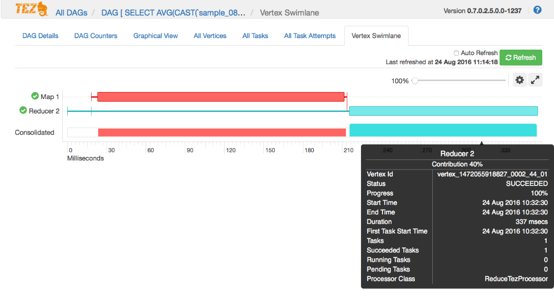 TEZ All DAGs / DAG [ SELECT AVG(CAST(`sample_08... / Vertex Swimlane Version 0.7.0.2.5.0.0-1237 ?
DAG Details DAG Counters Graphical View All Vertices All Tasks All Task Attempts Vertex Swimlane
Auto Refresh
Last refreshed at 24 Aug 2016 11:14:18 Refresh
100%
Map 1
Reducer 2
Consolidated
0 30 60 90 120 150 180 210 240
Milliseconds
Reducer 2
Contribution 40%
Vertex Id vertex_1472055918827_0002_44_01
Status SUCCEEDED
Progress 100%
Start Time 24 Aug 2016 10:32:30
End Time 24 Aug 2016 10:32:30
Duration 337 msecs
First Task Start Time 24 Aug 2016 10:32:30
Tasks 1
Succeeded Tasks 1
Running Tasks 0
Pending Tasks 0
Processor Class ReduceTezProcessor